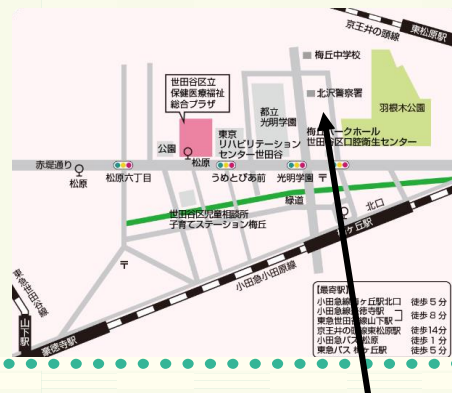 京王井の頭線
東松原駅
梅丘中学校
北沢警察署
世田谷区立
保健医療福祉
総合プラザ
都立
光明学園
羽根木公園
公園
松原
東京
リハビリテーション
センター世田谷
梅丘パークホール
世田谷区口腔衛生センター
赤堤通り
松原
松原六丁目
うめとぴあ前
光明学園
〒
緑道
北口
世田谷区児童相談所
子育てステーション梅丘
ヶ丘駅
〒
小田急小田原線
東急世田谷線
山下駅
豪徳寺駅
【最寄駅】
小田急線 ヶ丘駅北口 徒歩5分
小田急線 徳寺駅
東急世田谷線山下駅 徒歩8分
京王井の頭線東松原駅 徒歩14分
小田急バス 松原 徒歩1分
東急バス ヶ丘駅 徒歩5分